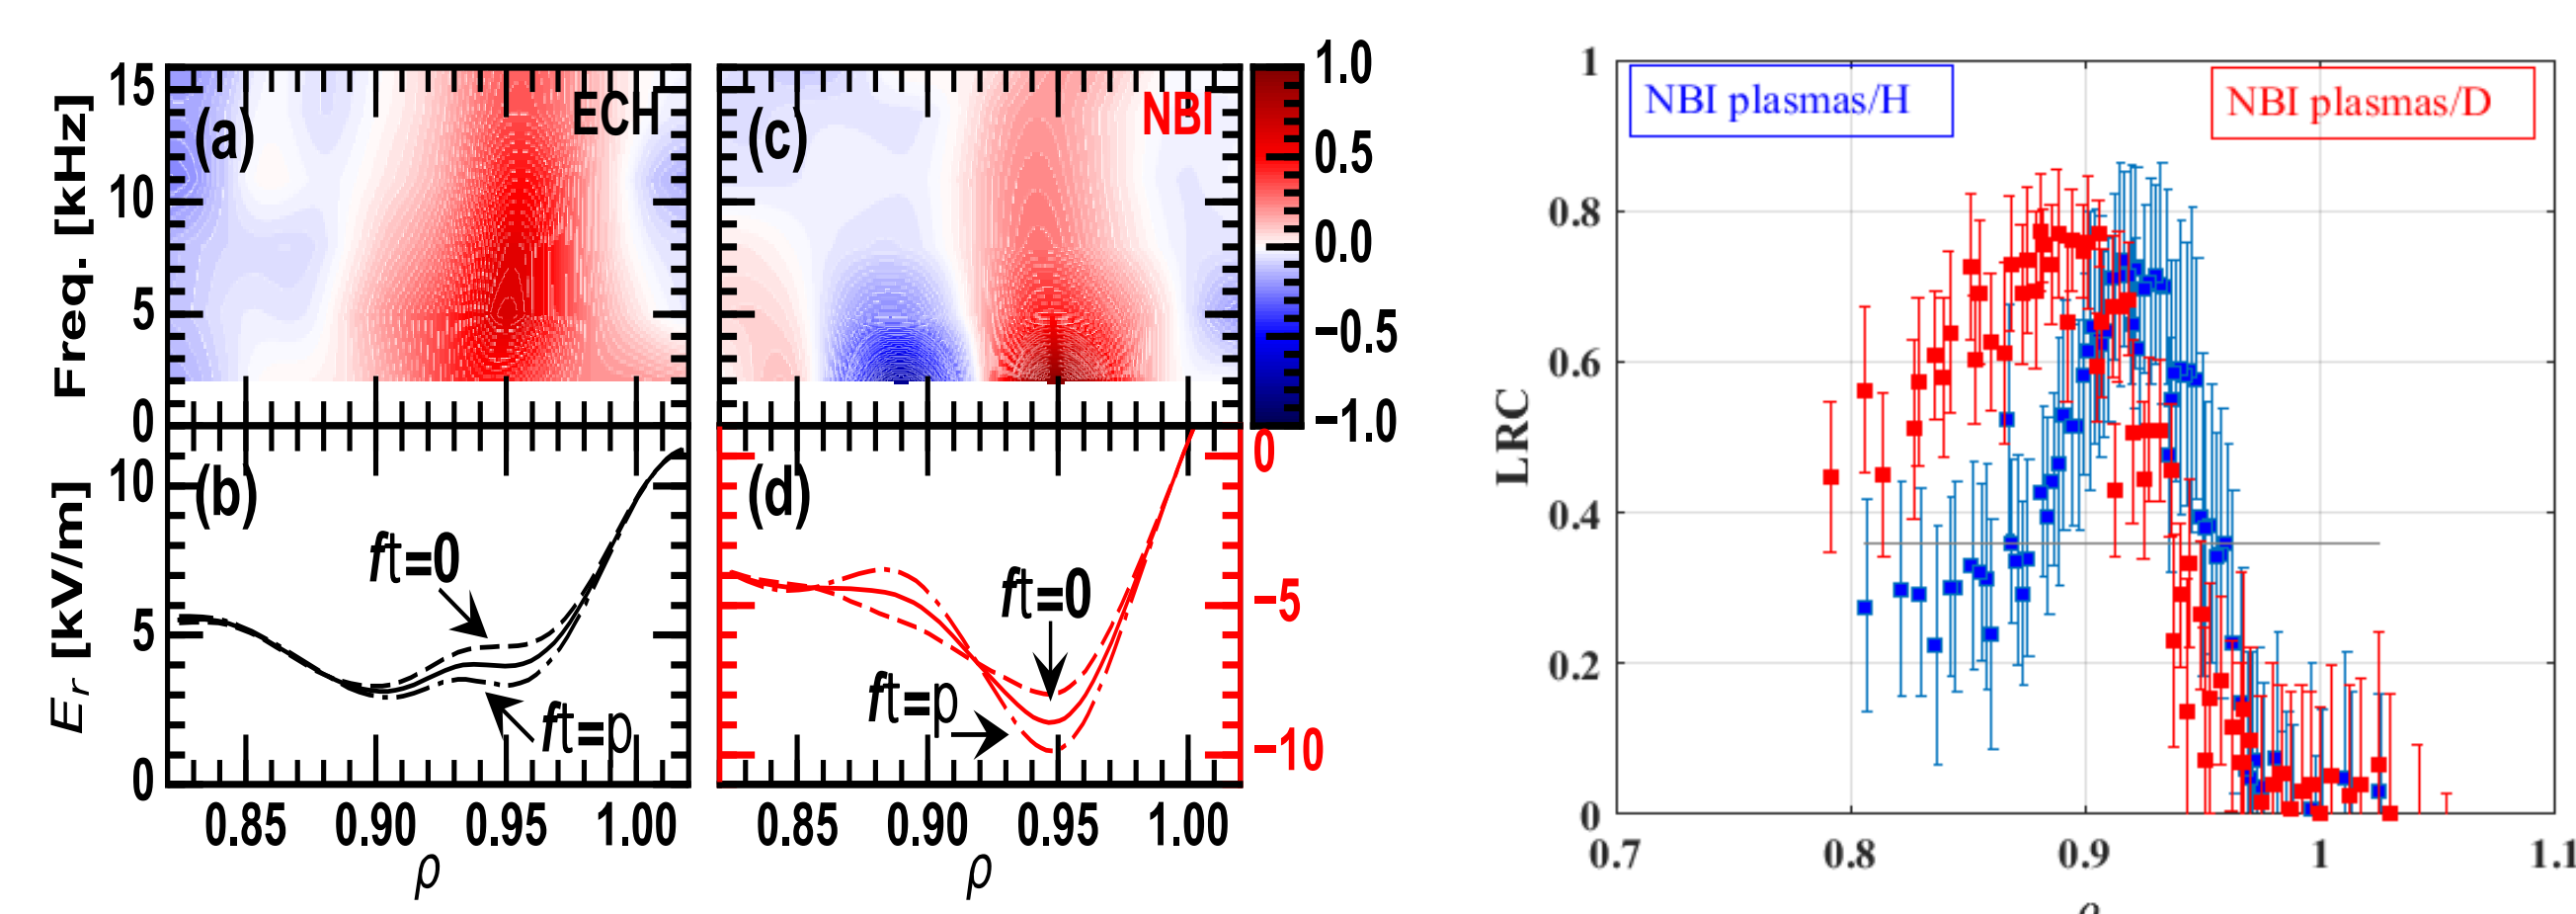 15
10
5
0
Freq. [kHz]
(a)
ECH
(c)
NBI
1.0
0.5
0.0
−0.5
−1.0
10
5
0
E_r [kV/m]
(b)
ft=0
ft=p
(d)
ft=0
ft=p
0
−5
−10
0.85 0.90 0.95 1.00
ρ
0.85 0.90 0.95 1.00
ρ
1
0.8
0.6
0.4
0.2
0
LRC
NBI plasmas/H
NBI plasmas/D
0.7 0.8 0.9 1 1.1